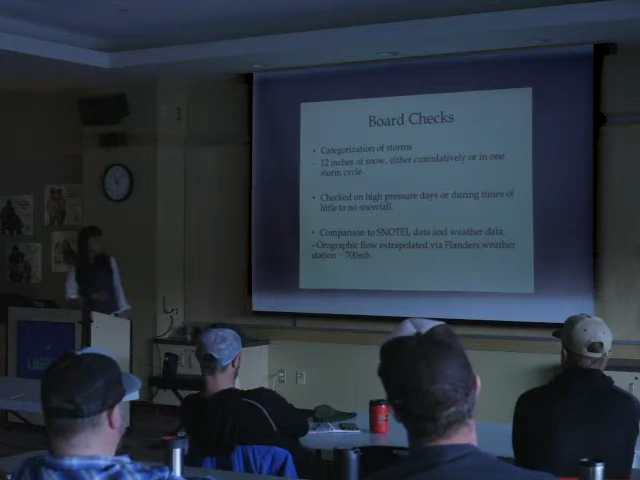 Board Checks
• Categorization of storms
- 12 inches of snow, either cumulatively or in one
storm cycle.
• Checked on high pressure days or during times of
little to no snowfall.
• Comparison to SNOTEL data and weather data.
- Orographic flow extrapolated via Flanders weather
station ~ 700mb.